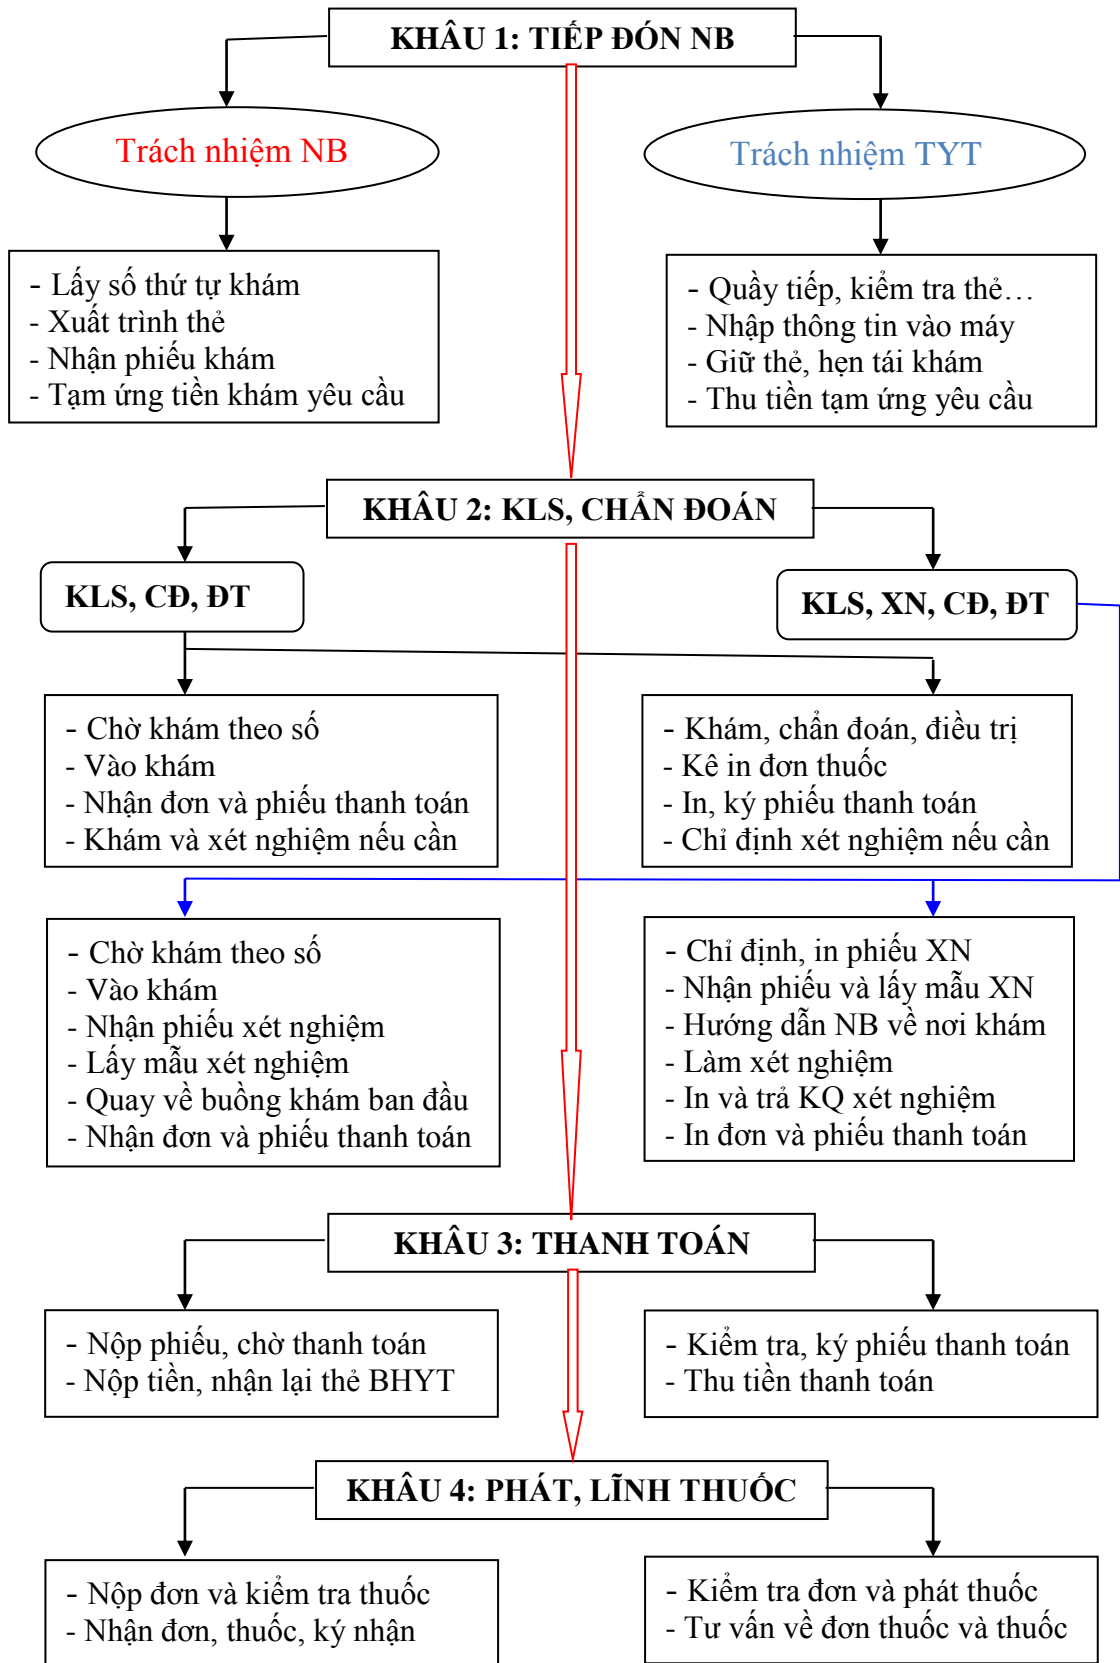 KHÂU 1: TIẾP ĐÓN NB
Trách nhiệm NB
Trách nhiệm TYT
- Lấy số thứ tự khám
- Xuất trình thẻ
- Nhận phiếu khám
- Tạm ứng tiền khám yêu cầu
- Quầy tiếp, kiểm tra thẻ…
- Nhập thông tin vào máy
- Giữ thẻ, hẹn tái khám
- Thu tiền tạm ứng yêu cầu
KHÂU 2: KLS, CHẨN ĐOÁN
KLS, CĐ, ĐT
KLS, XN, CĐ, ĐT
- Chờ khám theo số
- Vào khám
- Nhận đơn và phiếu thanh toán
- Khám và xét nghiệm nếu cần
- Khám, chẩn đoán, điều trị
- Kê in đơn thuốc
- In, ký phiếu thanh toán
- Chỉ định xét nghiệm nếu cần
- Chờ khám theo số
- Vào khám
- Nhận phiếu xét nghiệm
- Lấy mẫu xét nghiệm
- Quay về buồng khám ban đầu
- Nhận đơn và phiếu thanh toán
- Chỉ định, in phiếu XN
- Nhận phiếu và lấy mẫu XN
- Hướng dẫn NB về nơi khám
- Làm xét nghiệm
- In và trả KQ xét nghiệm
- In đơn và phiếu thanh toán
KHÂU 3: THANH TOÁN
- Nộp phiếu, chờ thanh toán
- Nộp tiền, nhận lại thẻ BHYT
- Kiểm tra, ký phiếu thanh toán
- Thu tiền thanh toán
KHÂU 4: PHÁT, LĨNH THUỐC
- Nộp đơn và kiểm tra thuốc
- Nhận đơn, thuốc, ký nhận
- Kiểm tra đơn và phát thuốc
- Tư vấn về đơn thuốc và thuốc